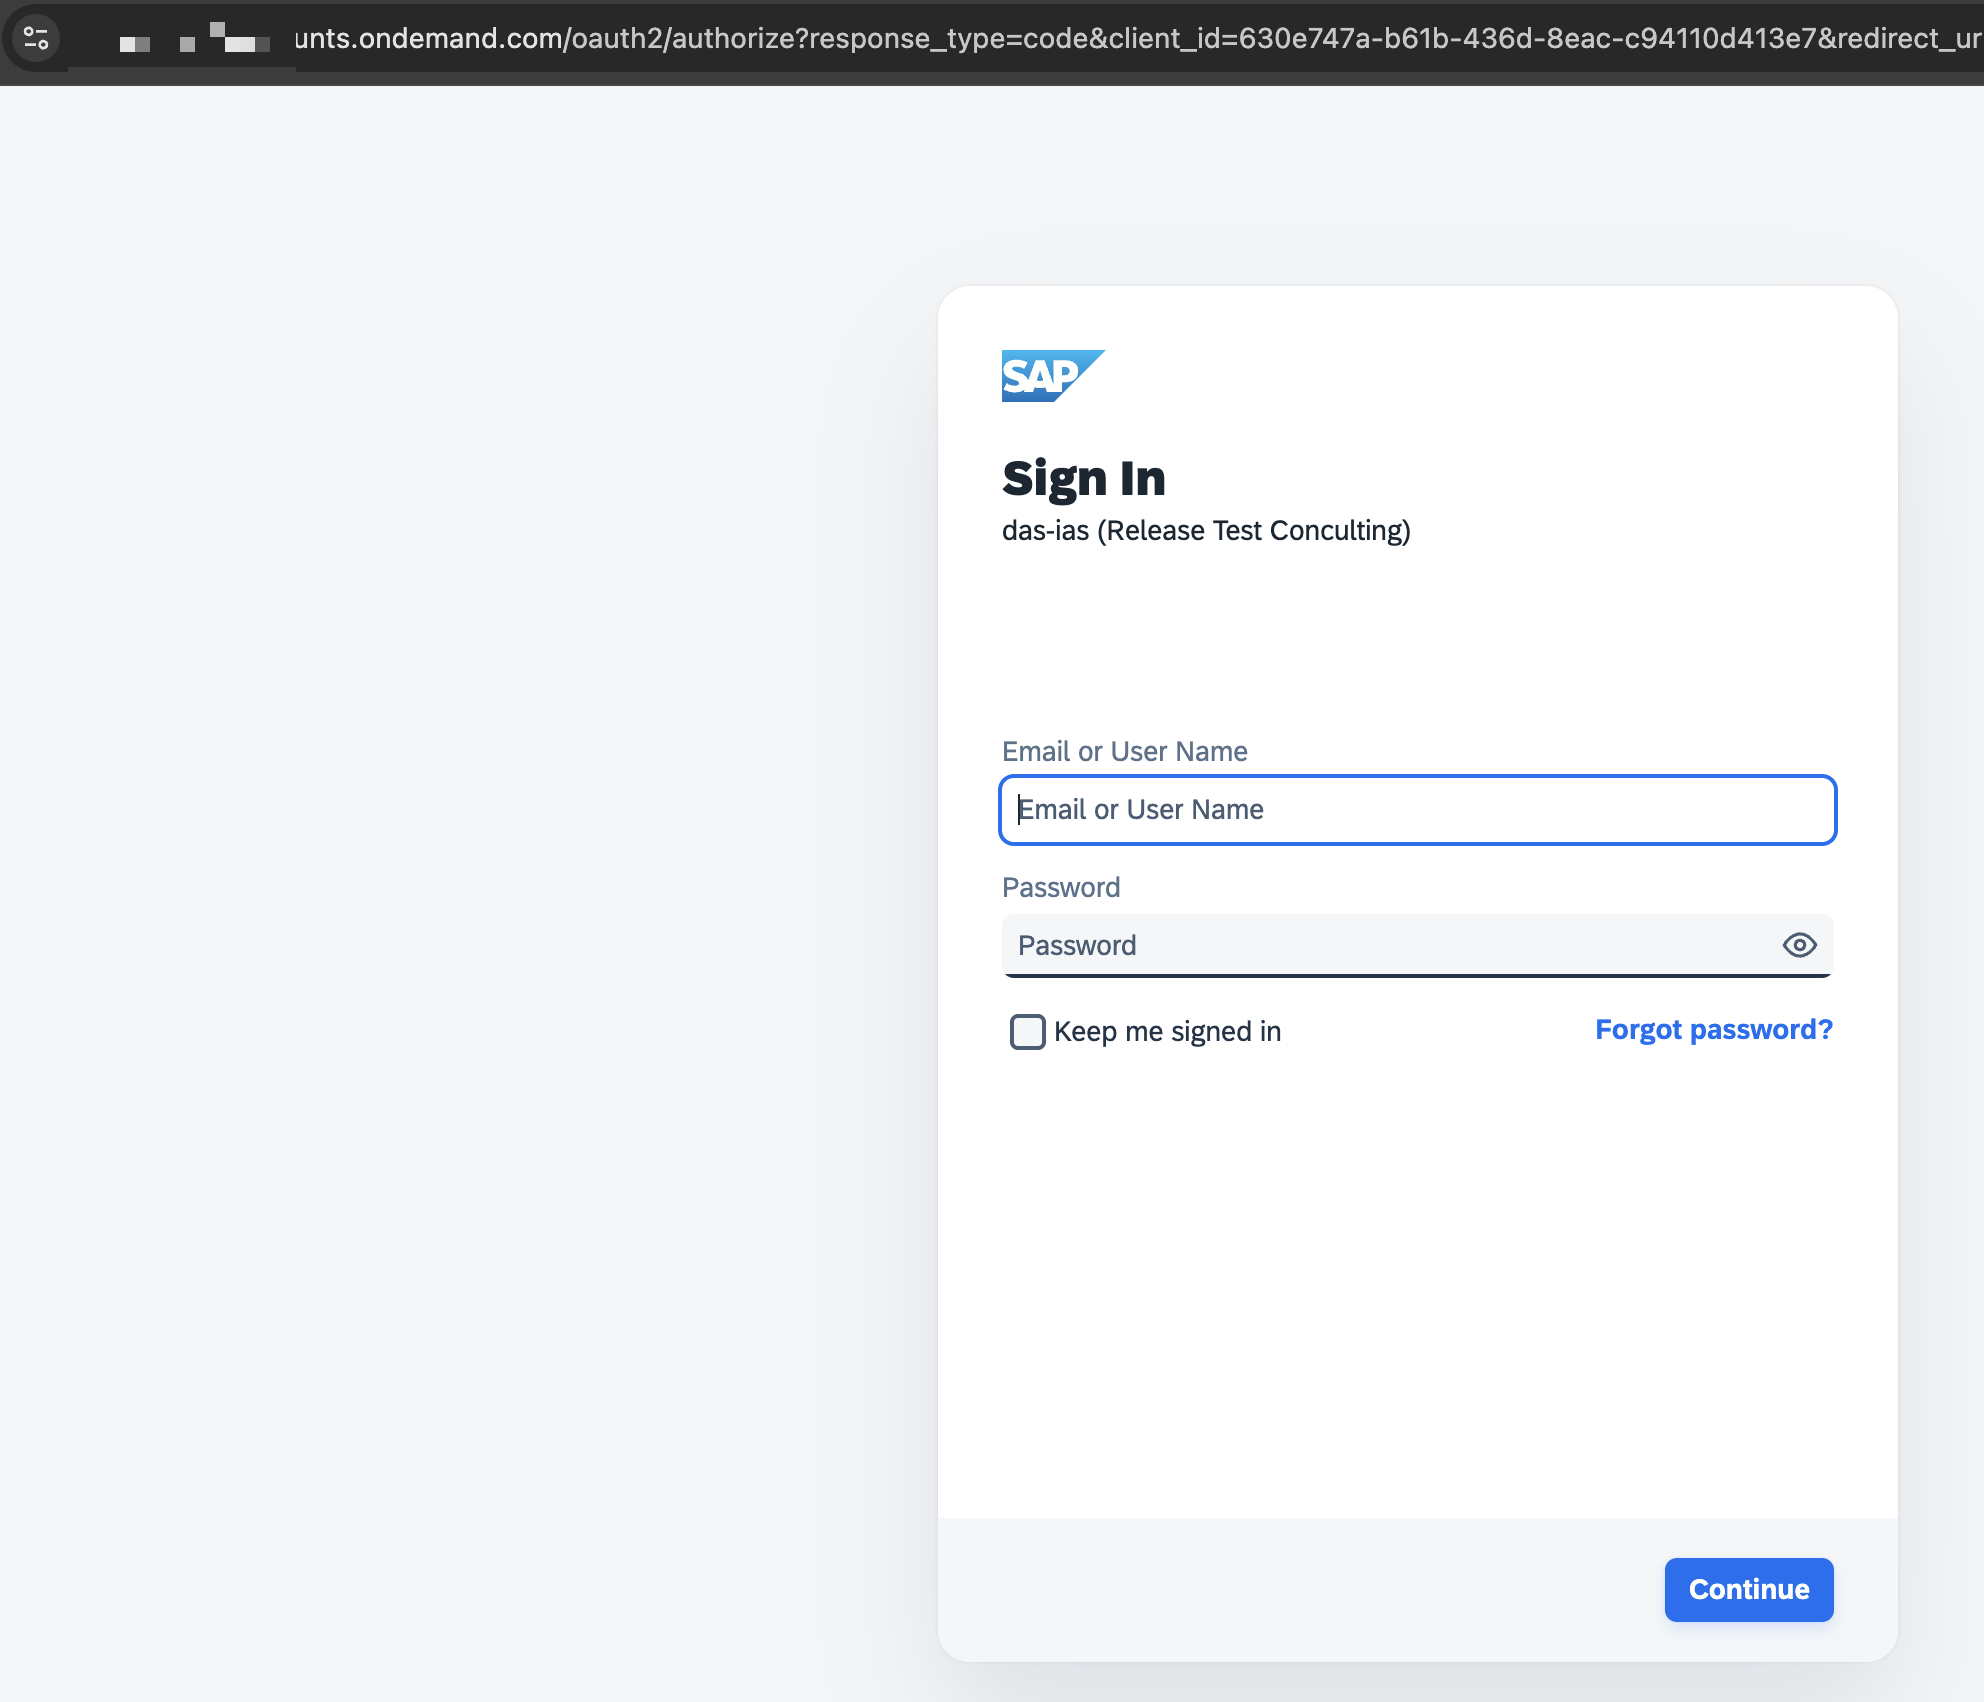 unts.ondemand.com/oauth2/authorize?response_type=code&client_id=630e747a-b61b-436d-8eac-c94110d413e7&redirect_ur
SAP
Sign In
das-ias (Release Test Conculting)
Email or User Name
Email or User Name
Password
Password
Keep me signed in
Forgot password?
Continue